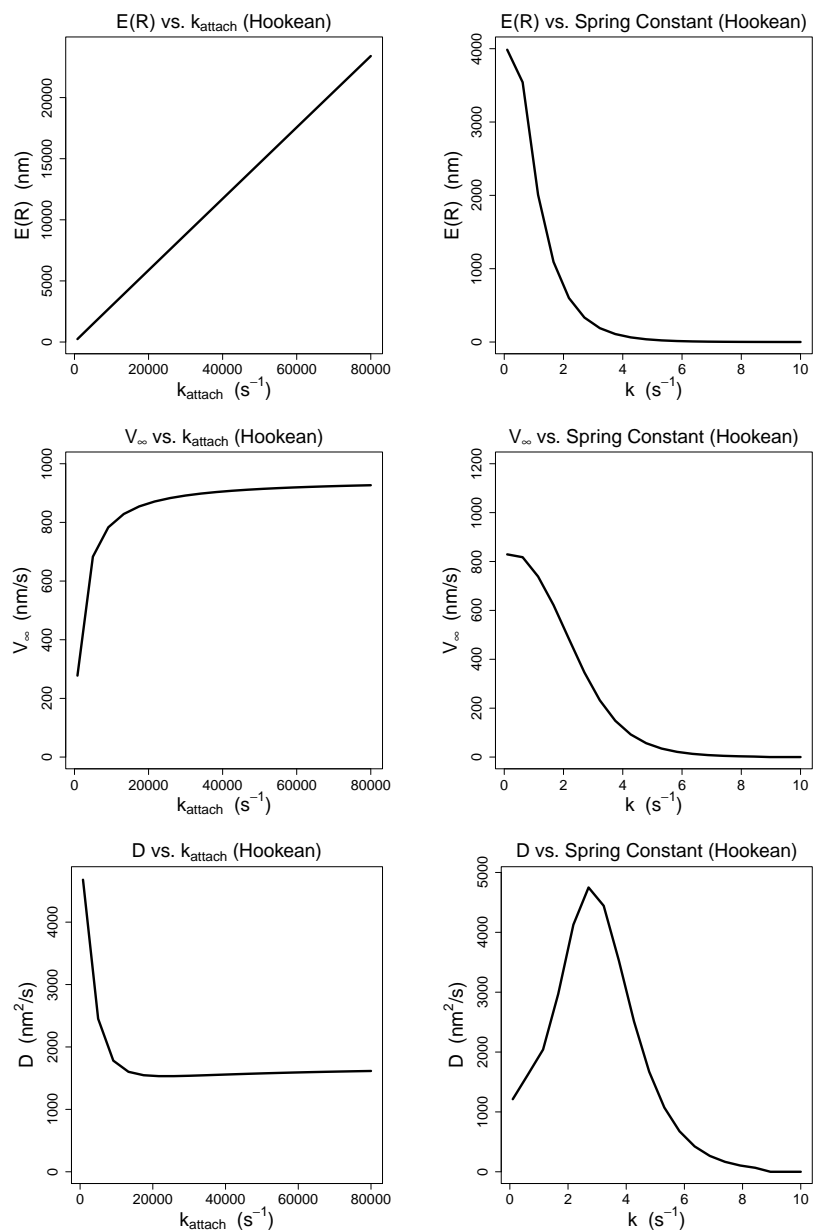 E(R) vs. k_attach (Hookean)
E(R) (nm)
0 5000 10000 15000 20000
0 20000 40000 60000 80000
k_attach (s⁻¹)
E(R) vs. Spring Constant (Hookean)
E(R) (nm)
0 1000 2000 3000 4000
0 2 4 6 8 10
k (s⁻¹)
V∞ vs. k_attach (Hookean)
V∞ (nm/s)
0 200 400 600 800 1000
0 20000 40000 60000 80000
k_attach (s⁻¹)
V∞ vs. Spring Constant (Hookean)
V∞ (nm/s)
0 200 400 600 800 1000 1200
0 2 4 6 8 10
k (s⁻¹)
D vs. k_attach (Hookean)
D (nm²/s)
0 1000 2000 3000 4000
0 20000 40000 60000 80000
k_attach (s⁻¹)
D vs. Spring Constant (Hookean)
D (nm²/s)
0 1000 2000 3000 4000 5000
0 2 4 6 8 10
k (s⁻¹)